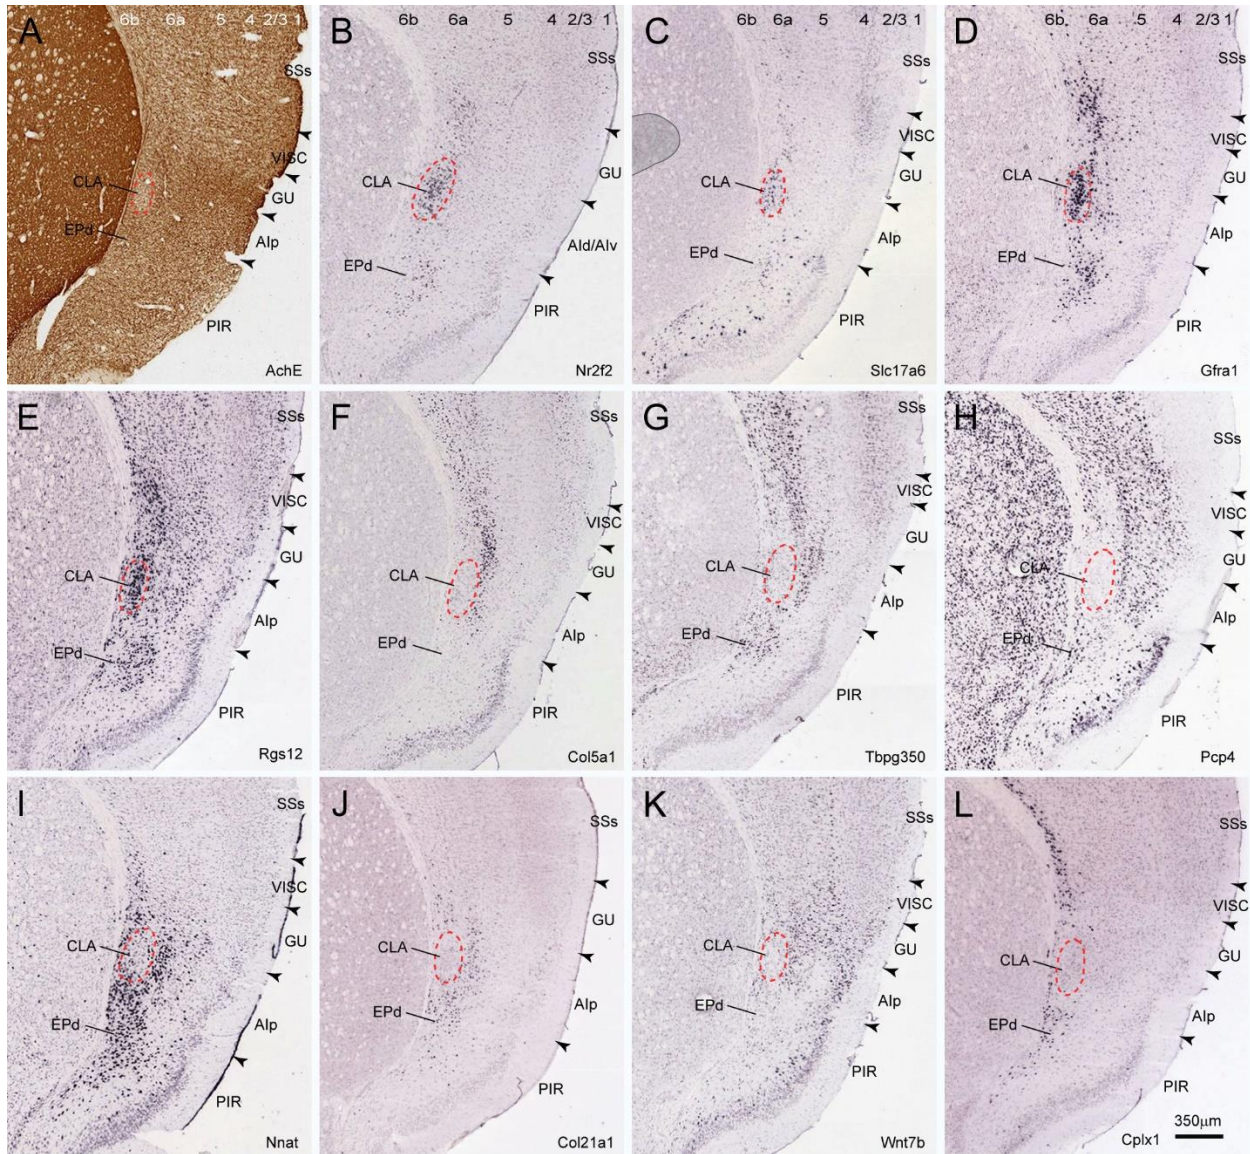 A
6b 6a 5 4 2/3 1
SSs
VISC
CLA
GU
EPd
AIp
PIR
AchE
B
6b 6a 5 4 2/3 1
SSs
CLA
GU
AId/AIv
EPd
PIR
Nr2f2
C
6b 6a 5 4 2/3 1
SSs
VISC
CLA
GU
AIp
EPd
PIR
Slc17a6
D
6b 6a 5 4 2/3 1
SSs
VISC
CLA
GU
AIp
EPd
PIR
Gfra1
E
SSs
VISC
GU
CLA
AIp
EPd
PIR
Rgs12
F
SSs
VISC
CLA
GU
AIp
EPd
PIR
Col5a1
G
SSs
VISC
GU
CLA
AIp
EPd
PIR
Tbpg350
H
SSs
VISC
GU
CLA
AIp
EPd
PIR
Pcp4
I
SSs
VISC
CLA
GU
AIp
EPd
PIR
Nnat
J
SSs
GU
CLA
AIp
EPd
PIR
Col21a1
K
SSs
VISC
GU
CLA
AIp
EPd
PIR
Wnt7b
L
SSs
VISC
GU
CLA
AIp
EPd
PIR
Cplx1
350μm